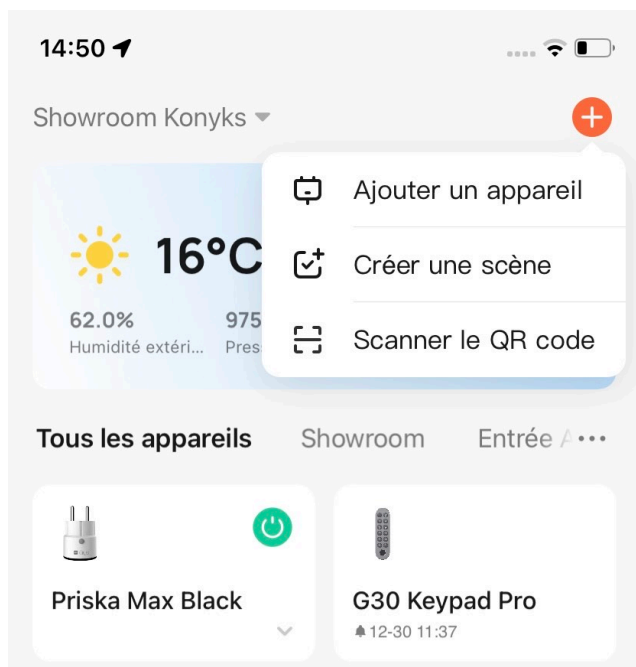 14:50
Showroom Konyks
Ajouter un appareil
Créer une scène
Scanner le QR code
16°C
62.0% 975
Humidité extéri... Pres
Tous les appareils Showroom Entrée
Priska Max Black G30 Keypad Pro
12-30 11:37